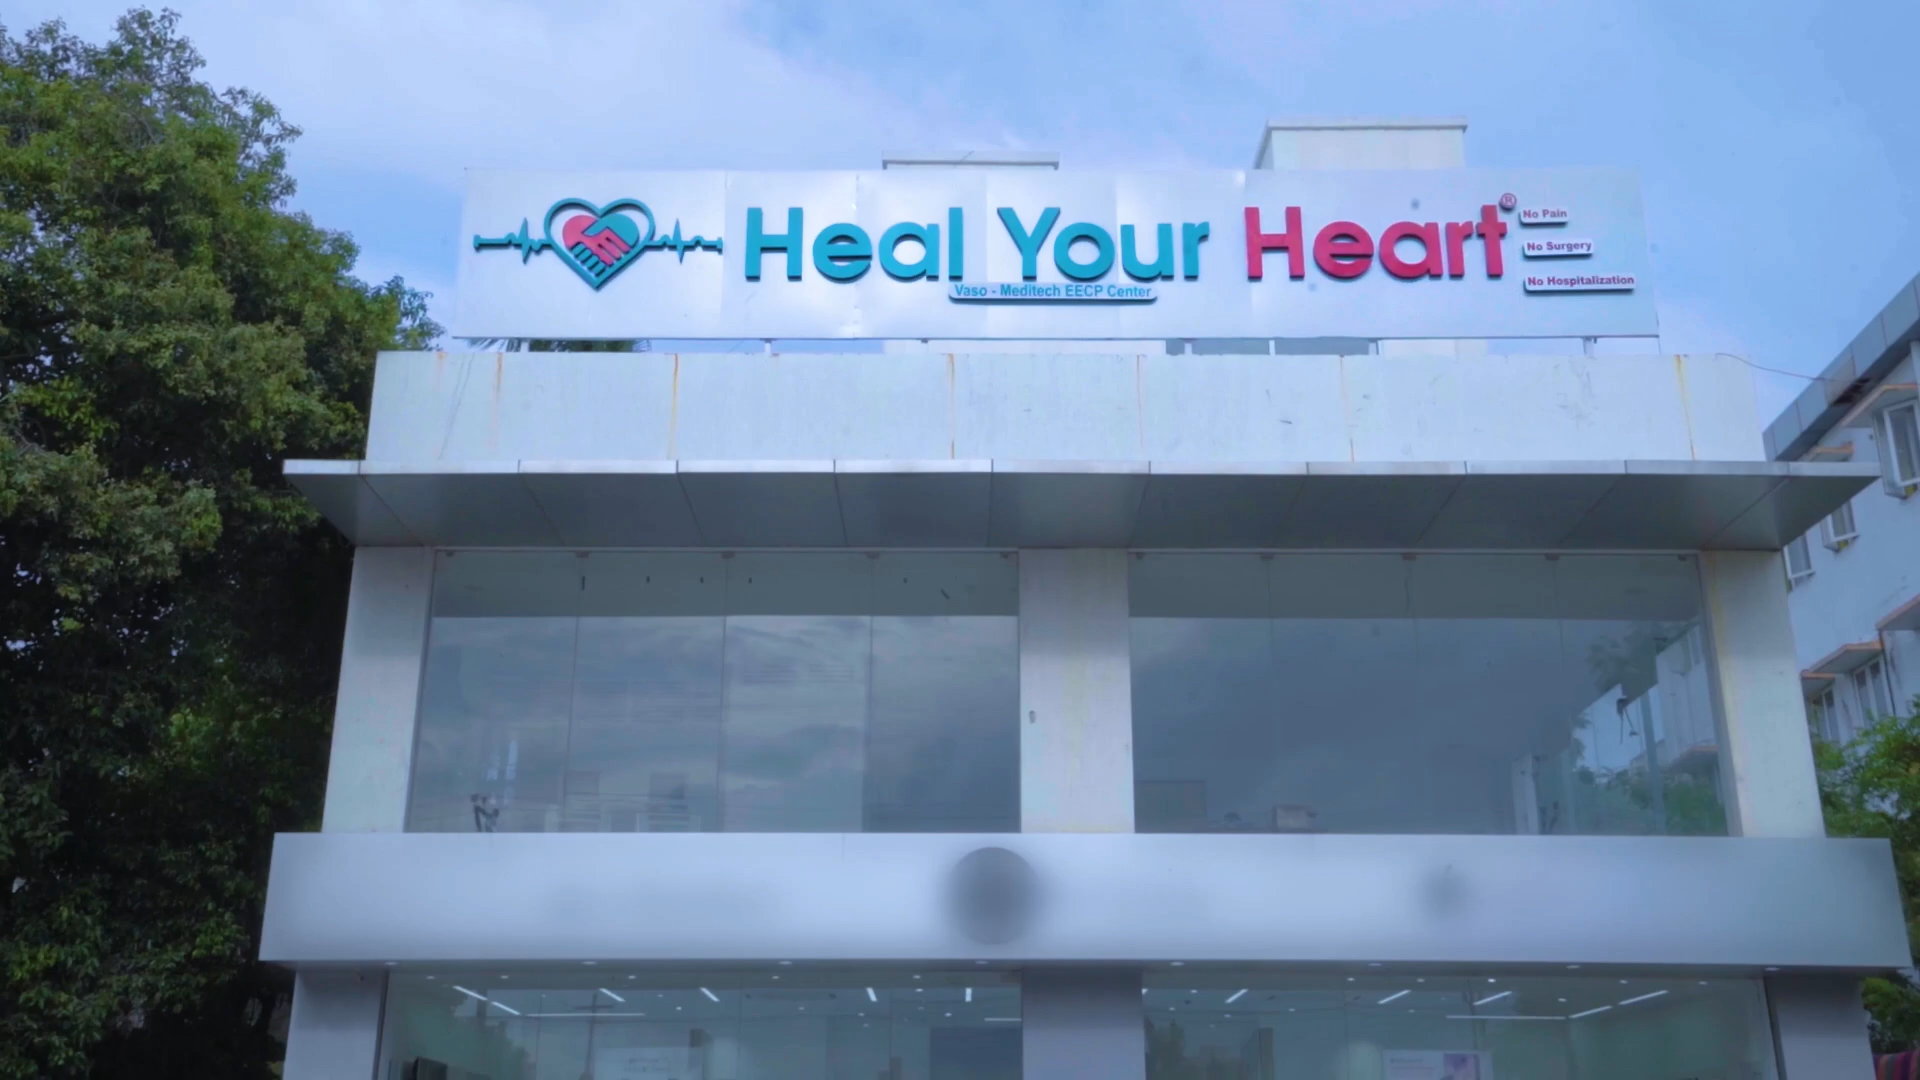 Heal Your Heart®
Vaso - Meditech EECP Center
No Pain
No Surgery
No Hospitalization